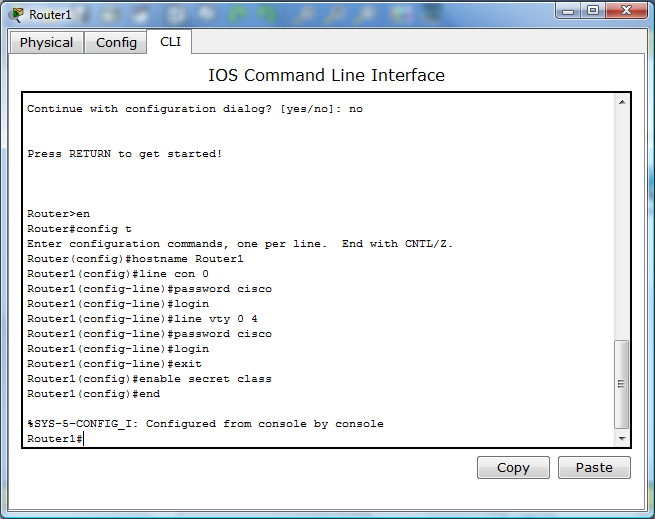 Router1
Physical Config CLI
IOS Command Line Interface
Continue with configuration dialog? [yes/no]: no
Press RETURN to get started!
Router>en
Router#config t
Enter configuration commands, one per line.  End with CNTL/Z.
Router(config)#hostname Router1
Router1(config)#line con 0
Router1(config-line)#password cisco
Router1(config-line)#login
Router1(config-line)#line vty 0 4
Router1(config-line)#password cisco
Router1(config-line)#login
Router1(config-line)#exit
Router1(config)#enable secret class
Router1(config)#end
%SYS-5-CONFIG_I: Configured from console by console
Router1#
Copy Paste